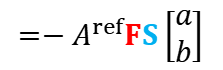 =− A^ref FS [a
b]